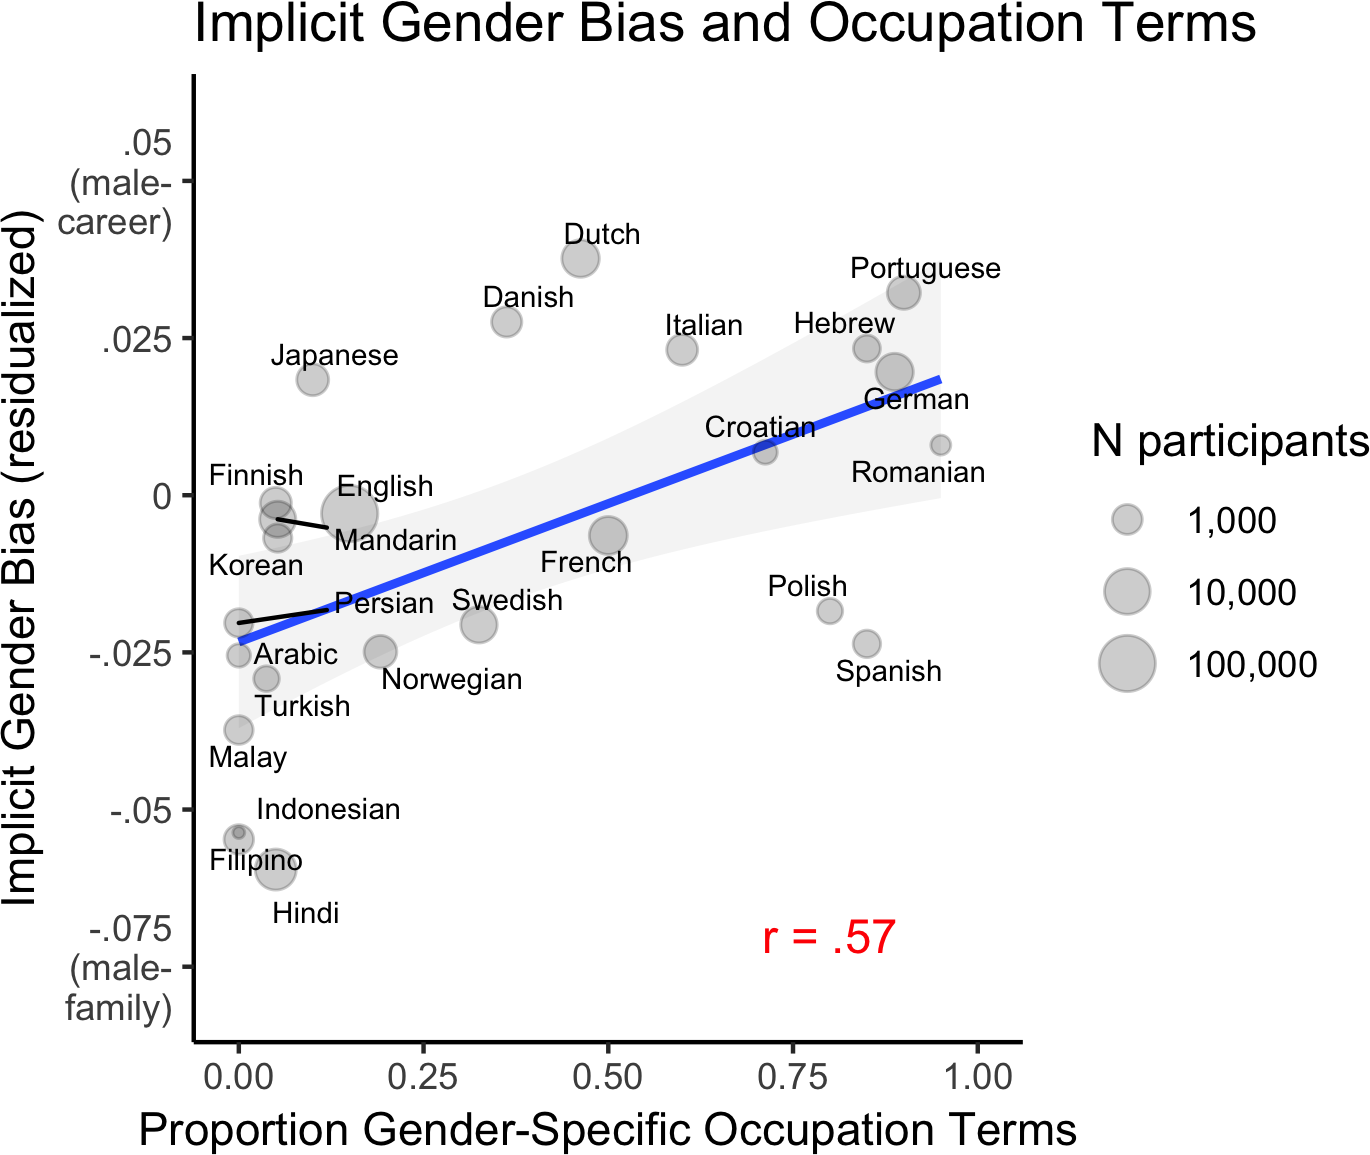 Implicit Gender Bias and Occupation Terms
Implicit Gender Bias (residualized)
.05
(male-
career)
.025
0
-.025
-.05
-.075
(male-
family)
Dutch
Portuguese
Danish
Hebrew
Italian
Japanese
German
Croatian
Romanian
Finnish
English
Mandarin
French
Korean
Polish
Persian
Swedish
Arabic
Spanish
Norwegian
Turkish
Malay
Indonesian
Filipino
Hindi
r = .57
0.00
0.25
0.50
0.75
1.00
Proportion Gender-Specific Occupation Terms
N participants
1,000
10,000
100,000